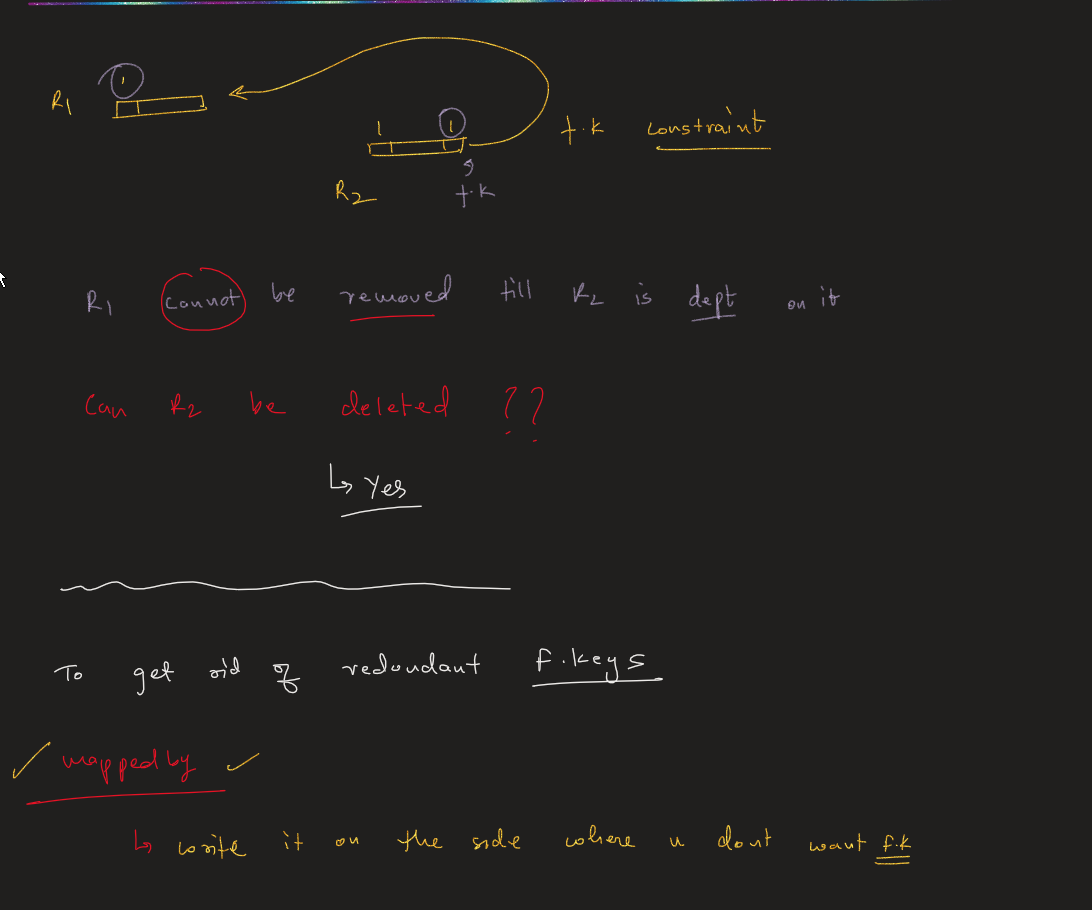 1
R1
1 1
f.k constraint
R2
f.k
R1 cannot be removed till R2 is dept on it
Can R2 be deleted ??
↳ Yes
To get rid of redundant F.keys
✓ mappedby ✓
↳ write it on the side where u dont want f.k